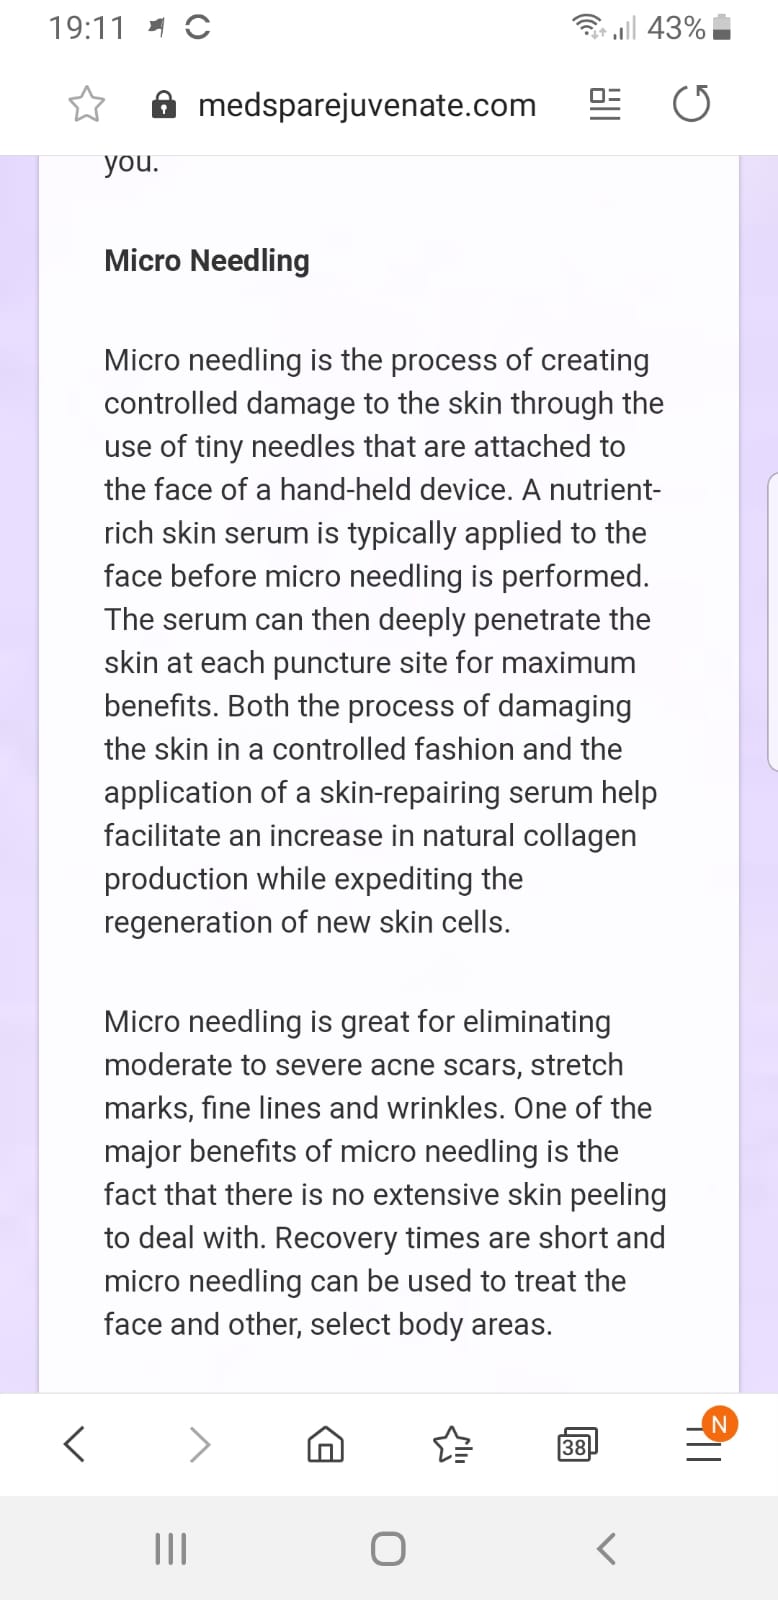 19:11
43%
medsparejuvenate.com
you.
Micro Needling
Micro needling is the process of creating
controlled damage to the skin through the
use of tiny needles that are attached to
the face of a hand-held device. A nutrient-
rich skin serum is typically applied to the
face before micro needling is performed.
The serum can then deeply penetrate the
skin at each puncture site for maximum
benefits. Both the process of damaging
the skin in a controlled fashion and the
application of a skin-repairing serum help
facilitate an increase in natural collagen
production while expediting the
regeneration of new skin cells.
Micro needling is great for eliminating
moderate to severe acne scars, stretch
marks, fine lines and wrinkles. One of the
major benefits of micro needling is the
fact that there is no extensive skin peeling
to deal with. Recovery times are short and
micro needling can be used to treat the
face and other, select body areas.
38
N